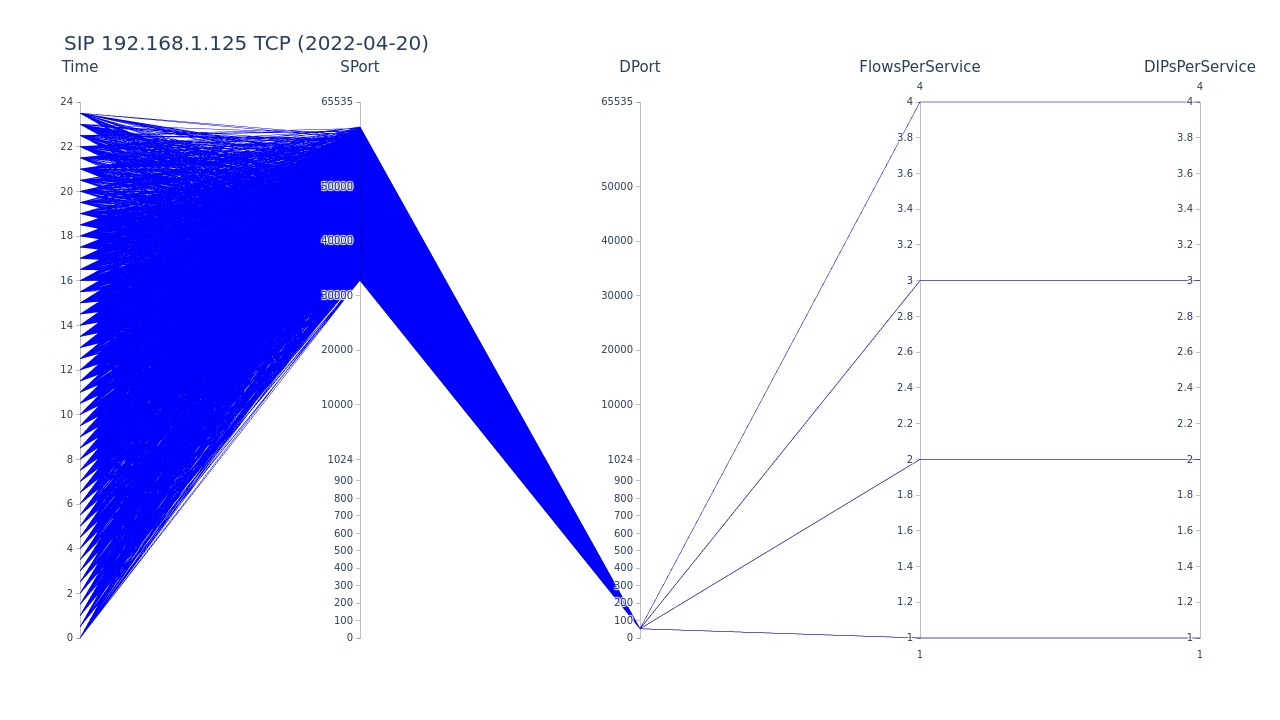 SIP 192.168.1.125 TCP (2022-04-20)
Time SPort DPort FlowsPerService DIPsPerService
4 4
24 65535 65535 4 4
3.8 3.8
22
3.6 3.6
50000 50000
20
3.4 3.4
18
40000 40000 3.2 3.2
16 3 3
30000 30000
2.8 2.8
14
20000 20000 2.6 2.6
12
2.4 2.4
10000 10000
10
2.2 2.2
8 1024 1024 2 2
900 900
6 800 800 1.8 1.8
700 700
600 600 1.6 1.6
4 500 500
400 400 1.4 1.4
300 300
2 200 200 1.2 1.2
100 100
0 0 0 1 1
1 1